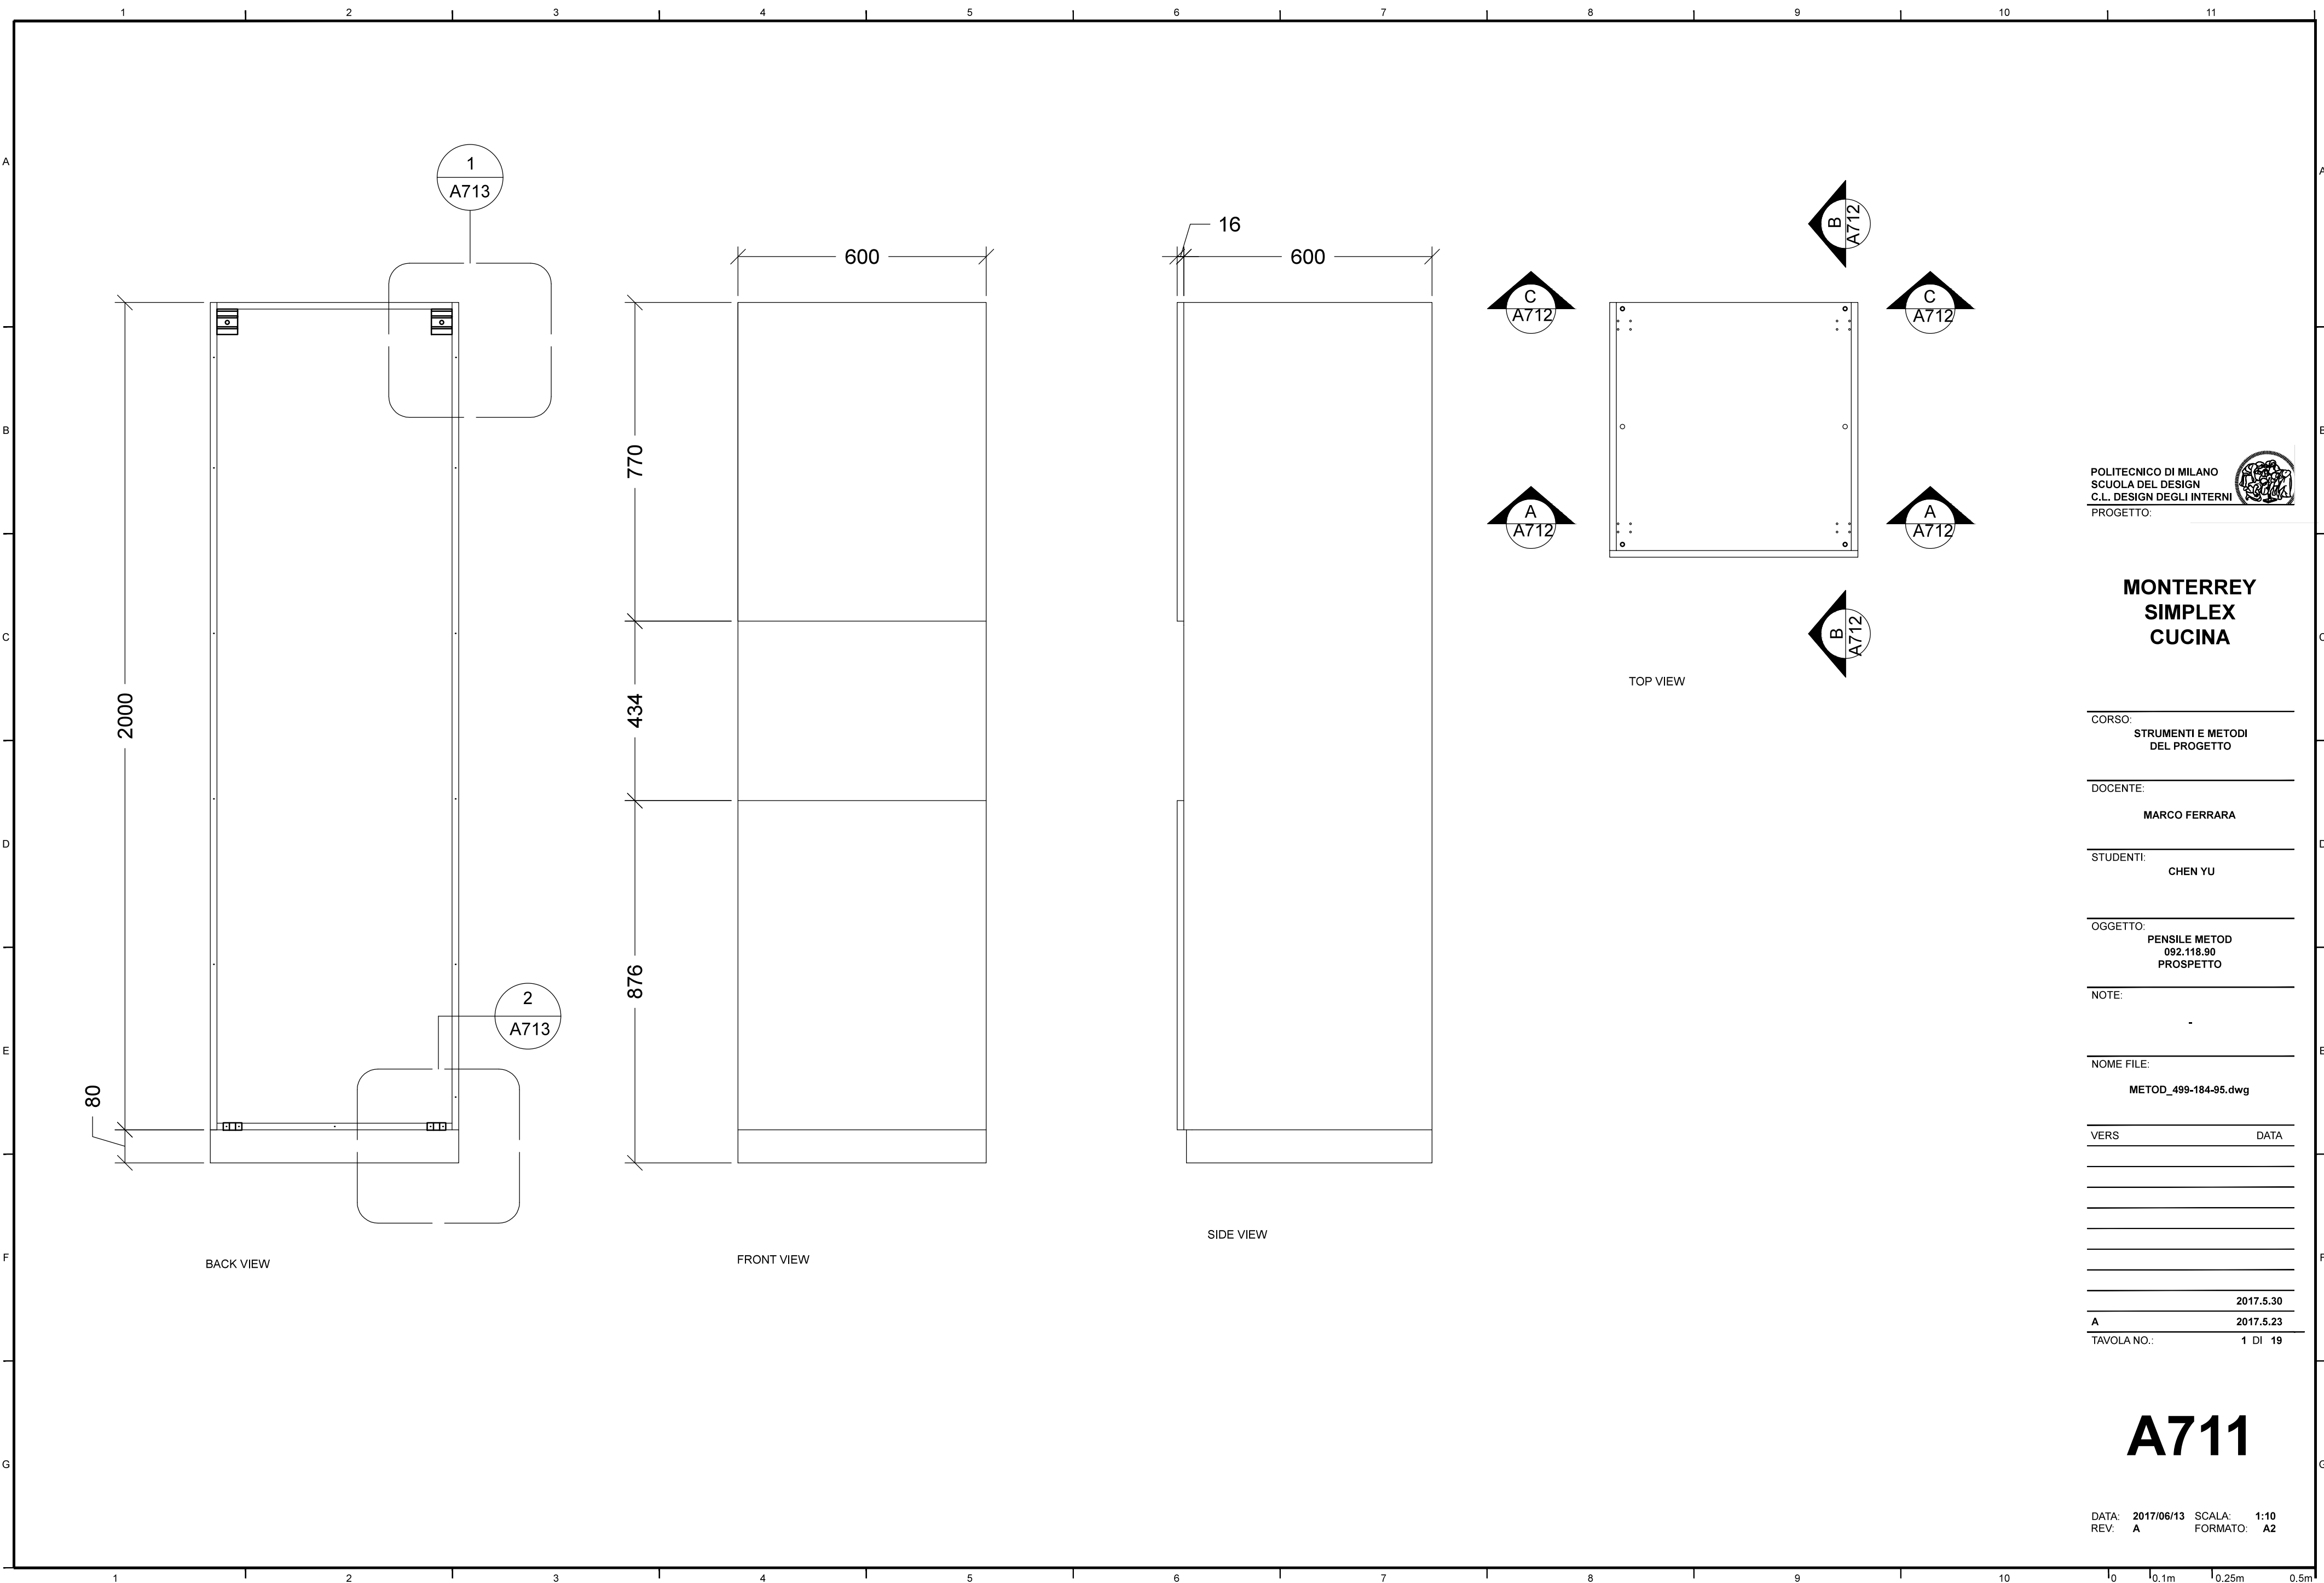 1 2 3 4 5 6 7 8 9 10 11
A
B
C
D
E
F
G
1
A713
2000
80
2
A713
BACK VIEW
600
770
434
876
FRONT VIEW
16
600
SIDE VIEW
B
A712
C
A712
C
A712
A
A712
A
A712
B
A712
TOP VIEW
POLITECNICO DI MILANO
SCUOLA DEL DESIGN
C.L. DESIGN DEGLI INTERNI
PROGETTO:
MONTERREY
SIMPLEX
CUCINA
CORSO:
STRUMENTI E METODI
DEL PROGETTO
DOCENTE:
MARCO FERRARA
STUDENTI:
CHEN YU
OGGETTO:
PENSILE METOD
092.118.90
PROSPETTO
NOTE:
-
NOME FILE:
METOD_499-184-95.dwg
VERS DATA
2017.5.30
A 2017.5.23
TAVOLA NO.: 1 DI 19
A711
DATA: 2017/06/13 SCALA: 1:10
REV: A FORMATO: A2
A
B
C
D
E
F
G
1 2 3 4 5 6 7 8 9 10 0 0.1m 0.25m 0.5m